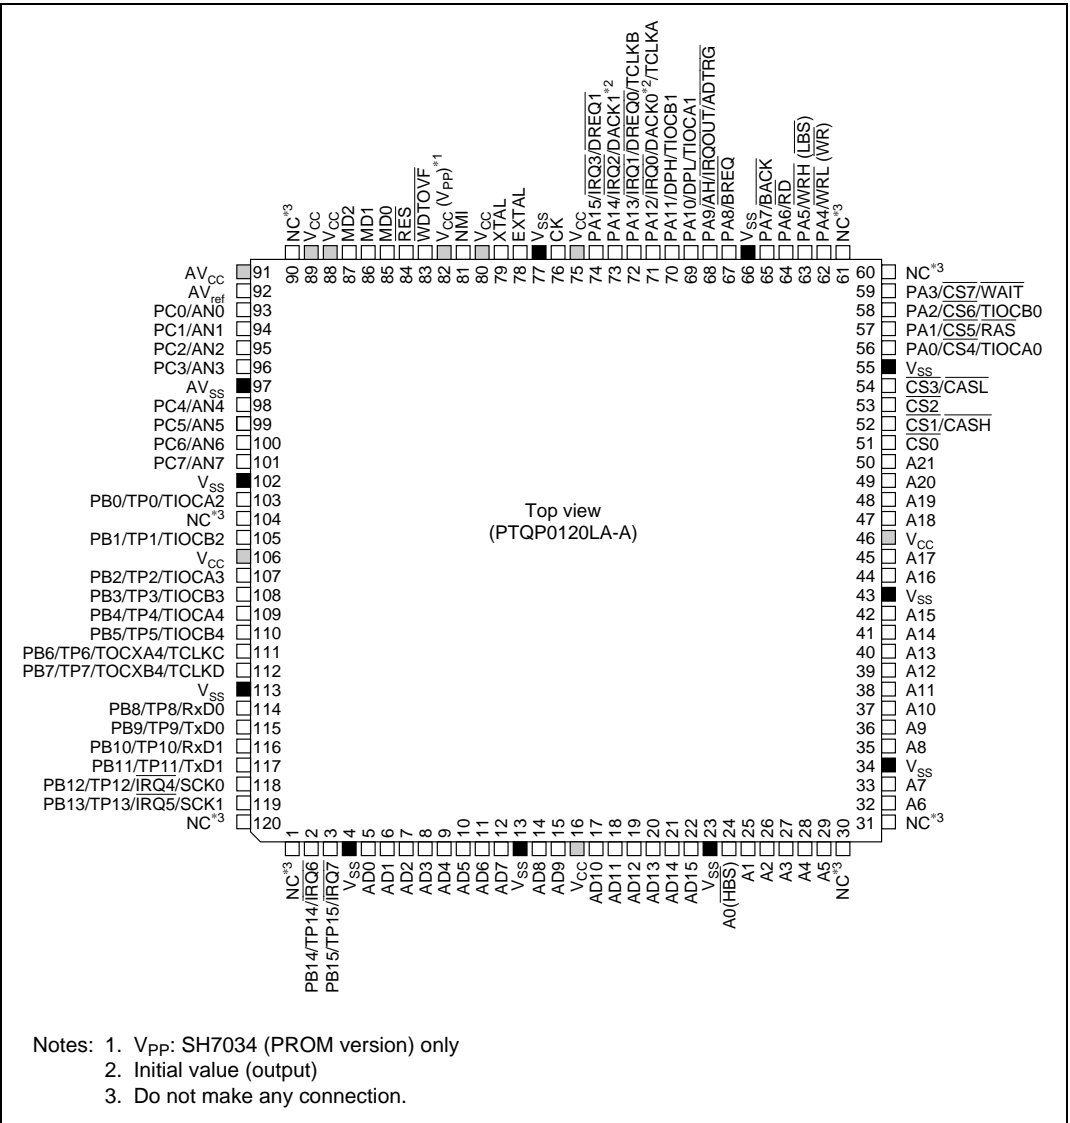 NC*3
VCC
VCC
MD2
MD1
MD0
RES
WDTOVF
VCC (VPP)*1
NMI
VCC
XTAL
EXTAL
VSS
CK
VCC
PA15/IRQ3/DREQ1
PA14/IRQ2/DACK1*2
PA13/IRQ1/DREQ0/TCLKB
PA12/IRQ0/DACK0*2/TCLKA
PA11/DPH/TIOCB1
PA10/DPL/TIOCA1
PA9/AH/IRQOUT/ADTRG
PA8/BREQ
VSS
PA7/BACK
PA6/RD
PA5/WRH (LBS)
PA4/WRL (WR)
NC*3
90 89 88 87 86 85 84 83 82 81 80 79 78 77 76 75 74 73 72 71 70 69 68 67 66 65 64 63 62 61
AVCC 91
AVref 92
PC0/AN0 93
PC1/AN1 94
PC2/AN2 95
PC3/AN3 96
AVSS 97
PC4/AN4 98
PC5/AN5 99
PC6/AN6 100
PC7/AN7 101
VSS 102
PB0/TP0/TIOCA2 103
NC*3 104
PB1/TP1/TIOCB2 105
VCC 106
PB2/TP2/TIOCA3 107
PB3/TP3/TIOCB3 108
PB4/TP4/TIOCA4 109
PB5/TP5/TIOCB4 110
PB6/TP6/TOCXA4/TCLKC 111
PB7/TP7/TOCXB4/TCLKD 112
VSS 113
PB8/TP8/RxD0 114
PB9/TP9/TxD0 115
PB10/TP10/RxD1 116
PB11/TP11/TxD1 117
PB12/TP12/IRQ4/SCK0 118
PB13/TP13/IRQ5/SCK1 119
NC*3 120
Top view
(PTQP0120LA-A)
60 NC*3
59 PA3/CS7/WAIT
58 PA2/CS6/TIOCB0
57 PA1/CS5/RAS
56 PA0/CS4/TIOCA0
55 VSS
54 CS3/CASL
53 CS2
52 CS1/CASH
51 CS0
50 A21
49 A20
48 A19
47 A18
46 VCC
45 A17
44 A16
43 VSS
42 A15
41 A14
40 A13
39 A12
38 A11
37 A10
36 A9
35 A8
34 VSS
33 A7
32 A6
31 NC*3
1 2 3 4 5 6 7 8 9 10 11 12 13 14 15 16 17 18 19 20 21 22 23 24 25 26 27 28 29 30
NC*3
PB14/TP14/IRQ6
PB15/TP15/IRQ7
VSS
AD0
AD1
AD2
AD3
AD4
AD5
AD6
AD7
VSS
AD8
AD9
VCC
AD10
AD11
AD12
AD13
AD14
AD15
VSS
A0(HBS)
A1
A2
A3
A4
A5
NC*3
Notes: 1. VPP: SH7034 (PROM version) only
2. Initial value (output)
3. Do not make any connection.